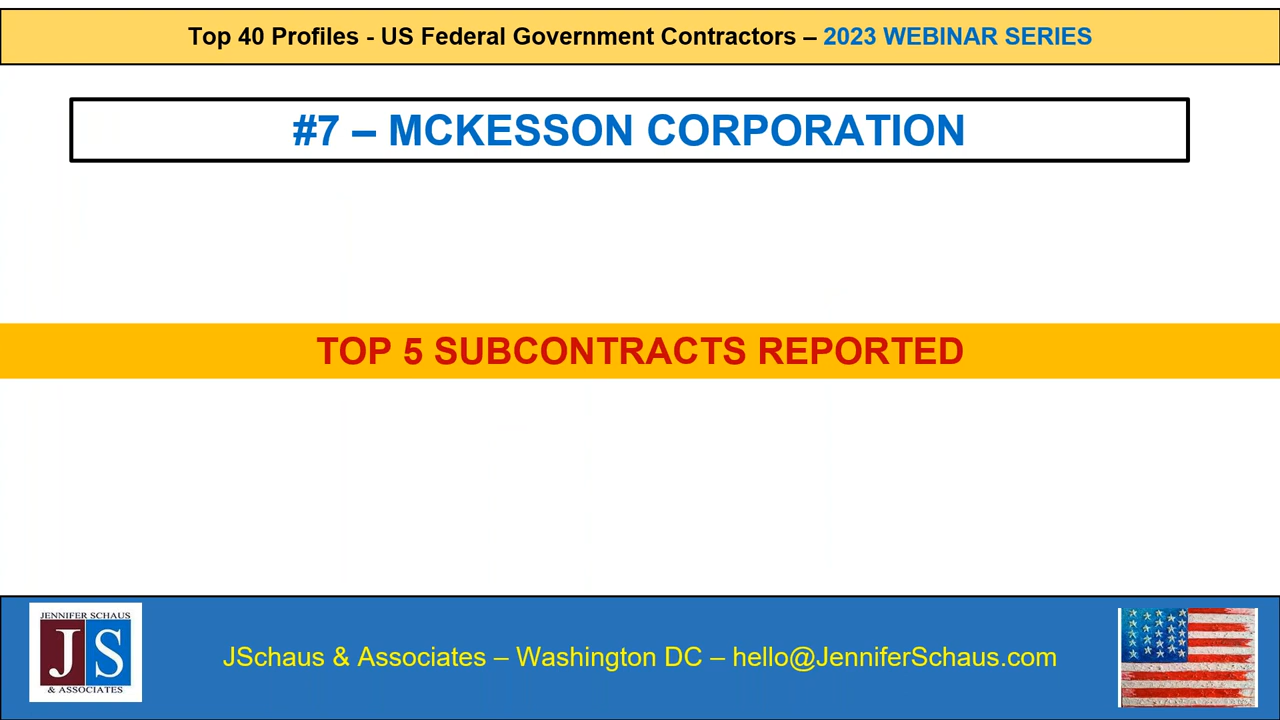 Top 40 Profiles - US Federal Government Contractors – 2023 WEBINAR SERIES
#7 – MCKESSON CORPORATION
TOP 5 SUBCONTRACTS REPORTED
JENNIFER SCHAUS
JS
& ASSOCIATES
JSchaus & Associates – Washington DC – hello@JenniferSchaus.com